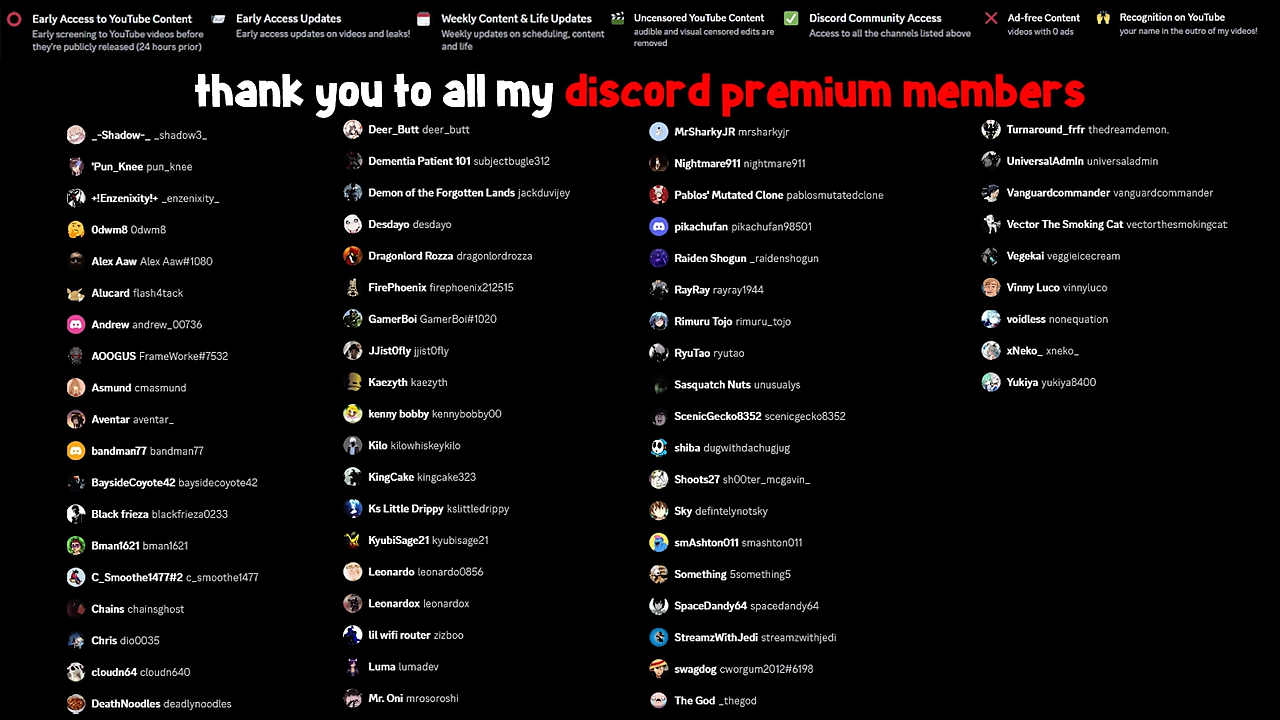 Early Access to YouTube Content
Early screening to YouTube videos before
they're publicly released (24 hours prior)
Early Access Updates
Early access updates on videos and leaks!
Weekly Content & Life Updates
Weekly updates on scheduling, content
and life
Uncensored YouTube Content
audible and visual censored edits are
removed
Discord Community Access
Access to all the channels listed above
Ad-free Content
videos with 0 ads
Recognition on YouTube
your name in the outro of my videos!
thank you to all my discord premium members
_-Shadow-_ _shadow3_
'Pun_Knee pun_knee
+!Enzenixity!+ _enzenixity_
0dwm8 0dwm8
Alex Aaw Alex Aaw#1080
Alucard flash4tack
Andrew andrew_00736
AOOGUS FrameWorke#7532
Asmund cmasmund
Aventar aventar_
bandman77 bandman77
BaysideCoyote42 baysidecoyote42
Black frieza blackfrieza0233
Bman1621 bman1621
C_Smoothe1477#2 c_smoothe1477
Chains chainsghost
Chris dio0035
cloudn64 cloudn640
DeathNoodles deadlynoodles
Deer_Butt deer_butt
Dementia Patient 101 subjectbugle312
Demon of the Forgotten Lands jackduvijey
Desdayo desdayo
Dragonlord Rozza dragonlordrozza
FirePhoenix firephoenix212515
GamerBoi GamerBoi#1020
JJist0fly jjist0fly
Kaezyth kaezyth
kenny bobby kennybobby00
Kilo kilowhiskeykilo
KingCake kingcake323
Ks Little Drippy kslittledrippy
KyubiSage21 kyubisage21
Leonardo leonardo0856
Leonardox leonardox
lil wifi router zizboo
Luma lumadev
Mr. Oni mrosoroshi
MrSharkyJR mrsharkyjr
Nightmare911 nightmare911
Pablos' Mutated Clone pablosmutatedclone
pikachufan pikachufan98501
Raiden Shogun _raidenshogun
RayRay rayray1944
Rimuru Tojo rimuru_tojo
RyuTao ryutao
Sasquatch Nuts unusualys
ScenicGecko8352 scenicgecko8352
shiba dugwithdachugjug
Shoots27 sh00ter_mcgavin_
Sky defintelynotsky
smAshton011 smashton011
Something 5something5
SpaceDandy64 spacedandy64
StreamzWithJedi streamzwithjedi
swagdog cworgum2012#6198
The God _thegod
Turnaround_frfr thedreamdemon.
UniversalAdmIn universaladmin
Vanguardcommander vanguardcommander
Vector The Smoking Cat vectorthesmokingcat
Vegekai veggieicecream
Vinny Luco vinnyluco
voidless nonequation
xNeko_ xneko_
Yukiya yukiya8400